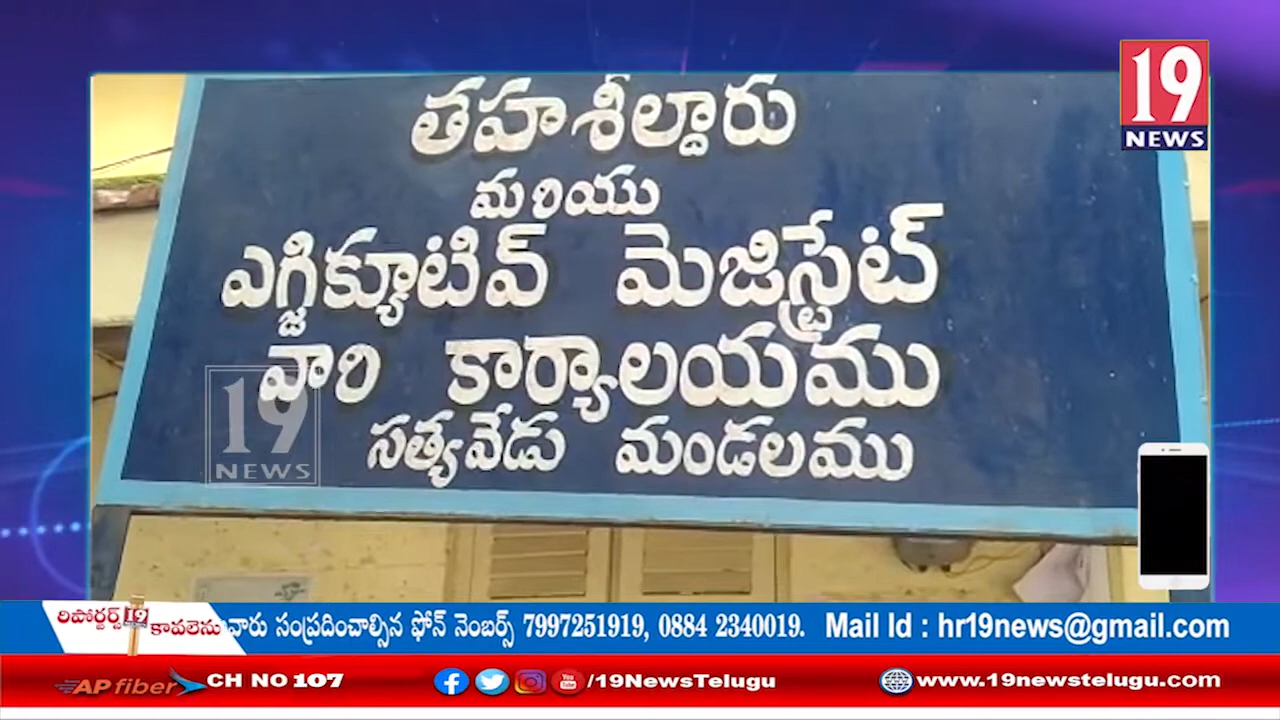 19
NEWS
తహశీల్దారు
మరియు
ఎగ్జిక్యూటివ్ మెజిస్ట్రేట్
వారి కార్యాలయము
సత్యవేడు మండలము
19
NEWS
రిపోర్టర్స్ కావలెను
వారు సంప్రదించాల్సిన ఫోన్ నెంబర్స్ 7997251919, 0884 2340019. Mail Id : hr19news@gmail.com
AP fiber CH NO 107 /19NewsTelugu www.19newstelugu.com